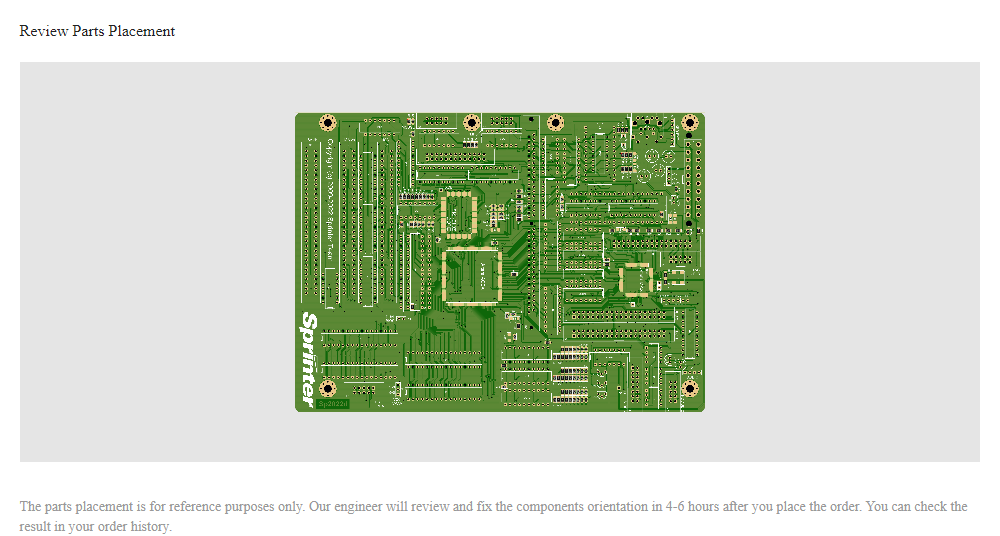 Review Parts Placement
Sprinter
Sp2022d
The parts placement is for reference purposes only. Our engineer will review and fix the components orientation in 4-6 hours after you place the order. You can check the
result in your order history.